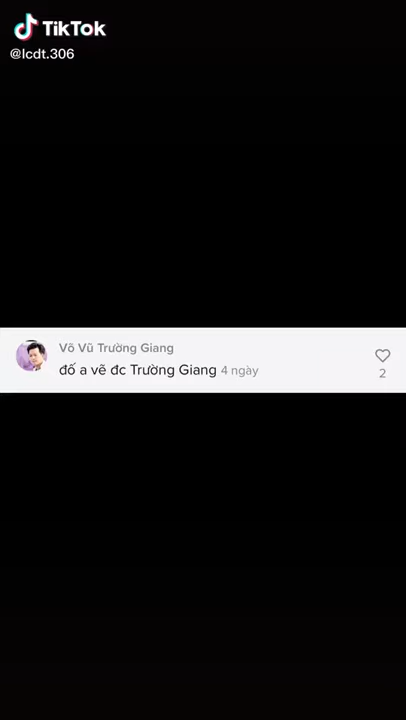 TikTok
@lcdt.306
Võ Vũ Trường Giang
đố a vẽ đc Trường Giang 4 ngày
2